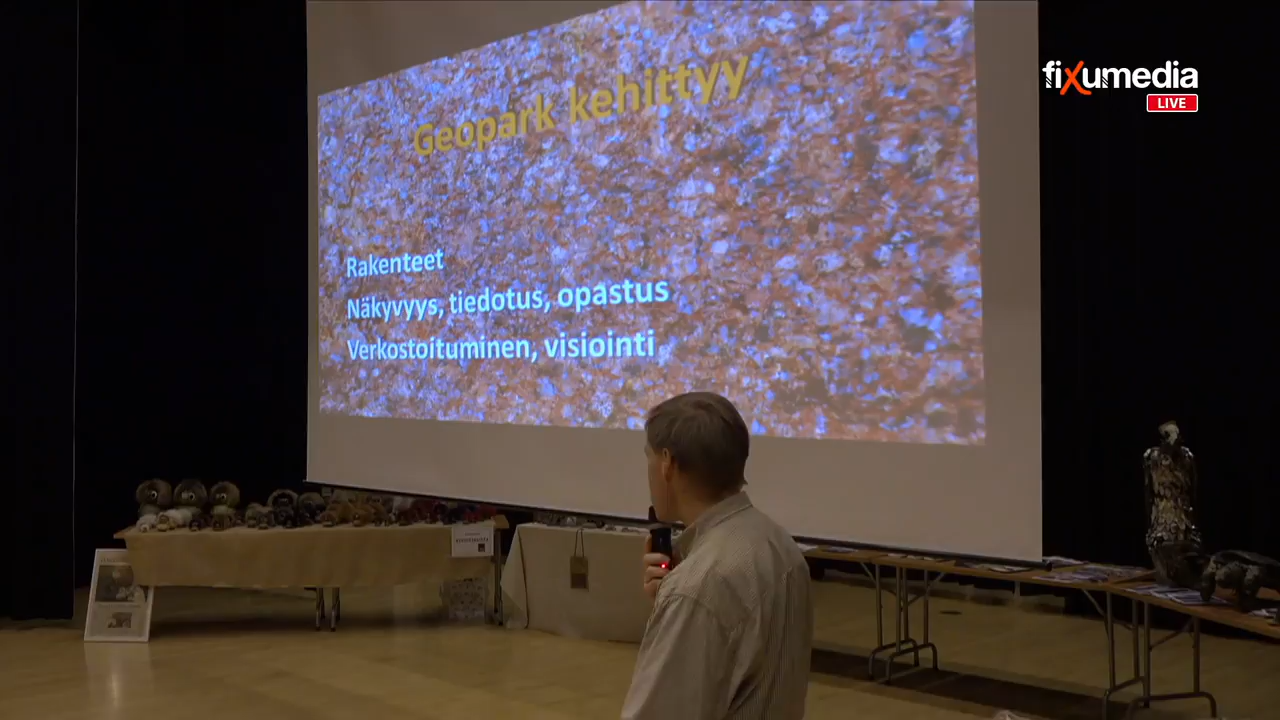 Geopark kehittyy
Rakenteet
Näkyvyys, tiedotus, opastus
Verkostoituminen, visiointi
fiXumedia
LIVE